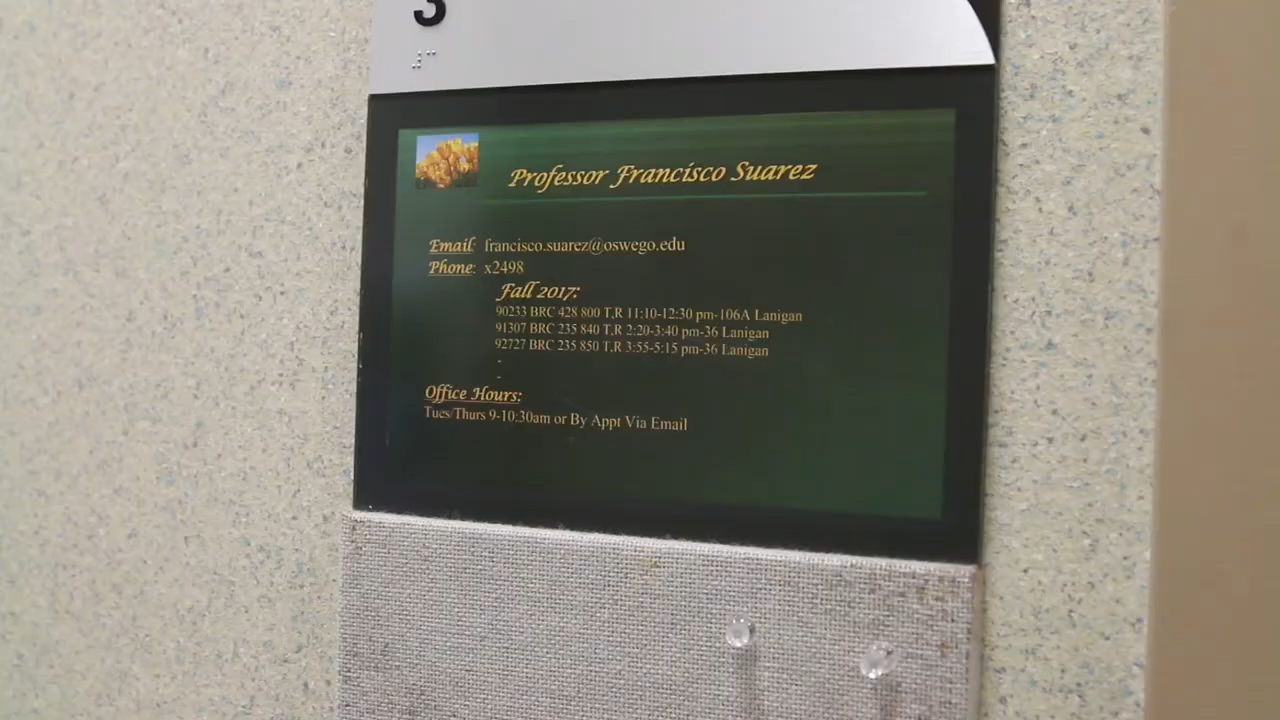 3
Professor Francisco Suarez
Email: francisco.suarez@oswego.edu
Phone: x2498
Fall 2017:
90233 BRC 428 800 T,R 11:10-12:30 pm-106A Lanigan
91307 BRC 235 840 T,R 2:20-3:40 pm-36 Lanigan
92727 BRC 235 850 T,R 3:55-5:15 pm-36 Lanigan
-
-
Office Hours:
Tues/Thurs 9-10:30am or By Appt Via Email